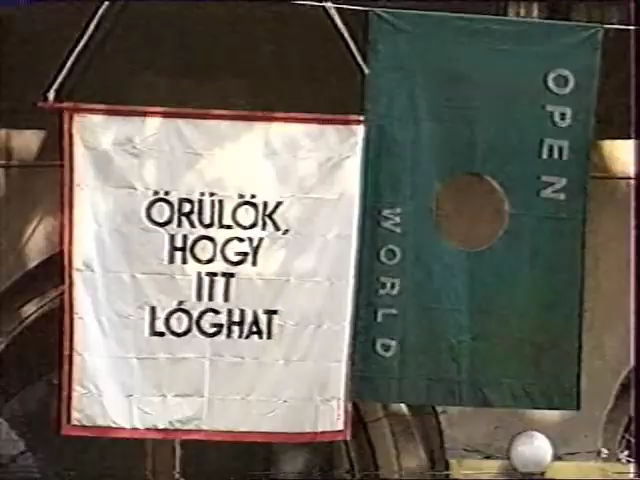 ÖRÜLÖK,
HOGY
ITT
LÓGHAT
OPEN
WORLD